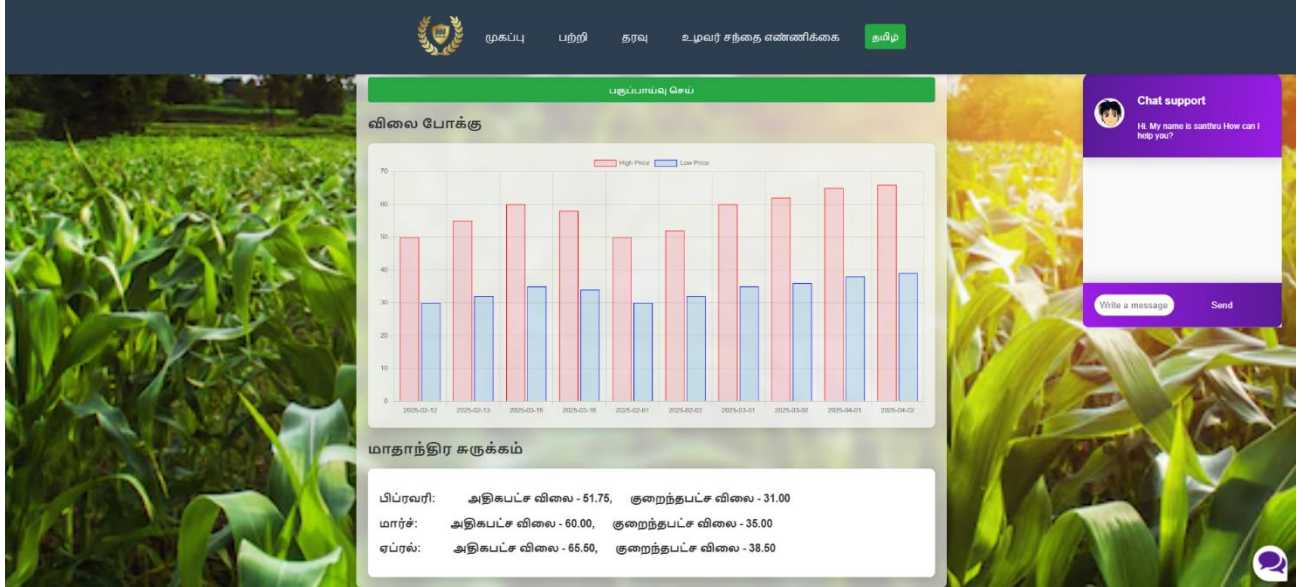 முகப்பு பற்றி தரவு உழவர் சந்தை எண்ணிக்கை தமிழ்
பகுப்பாய்வு செய்
விலை போக்கு
High Price Low Price
70
60
50
40
30
20
10
0
2025-02-12 2025-02-13 2025-03-15 2025-03-16 2025-02-01 2025-02-02 2025-03-01 2025-03-02 2025-04-01 2025-04-02
மாதாந்திர சுருக்கம்
பிப்ரவரி: அதிகபட்ச விலை - 51.75, குறைந்தபட்ச விலை - 31.00
மார்ச்: அதிகபட்ச விலை - 60.00, குறைந்தபட்ச விலை - 35.00
ஏப்ரல்: அதிகபட்ச விலை - 65.50, குறைந்தபட்ச விலை - 38.50
Chat support
Hi. My name is santhru How can I
help you?
Write a message Send